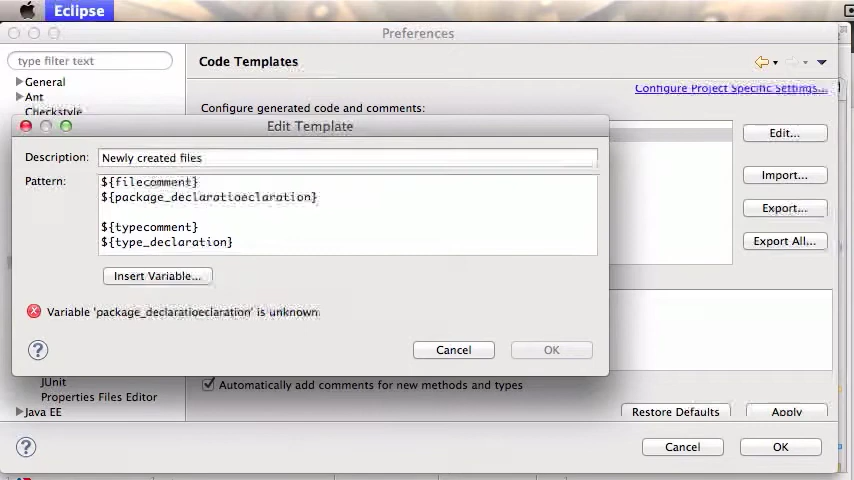 Eclipse
Preferences
type filter text
Code Templates
General
Ant
Checkstyle
Configure Project Specific Settings...
Configure generated code and comments:
Edit Template
Edit...
Description:
Newly created files
Pattern:
${filecomment}
${package_declaratioeclaration}
${typecomment}
${type_declaration}
Import...
Export...
Export All...
Insert Variable...
Variable 'package_declaratioeclaration' is unknown
Cancel
OK
JUnit
Properties Files Editor
Java EE
Automatically add comments for new methods and types
Restore Defaults
Apply
Cancel
OK